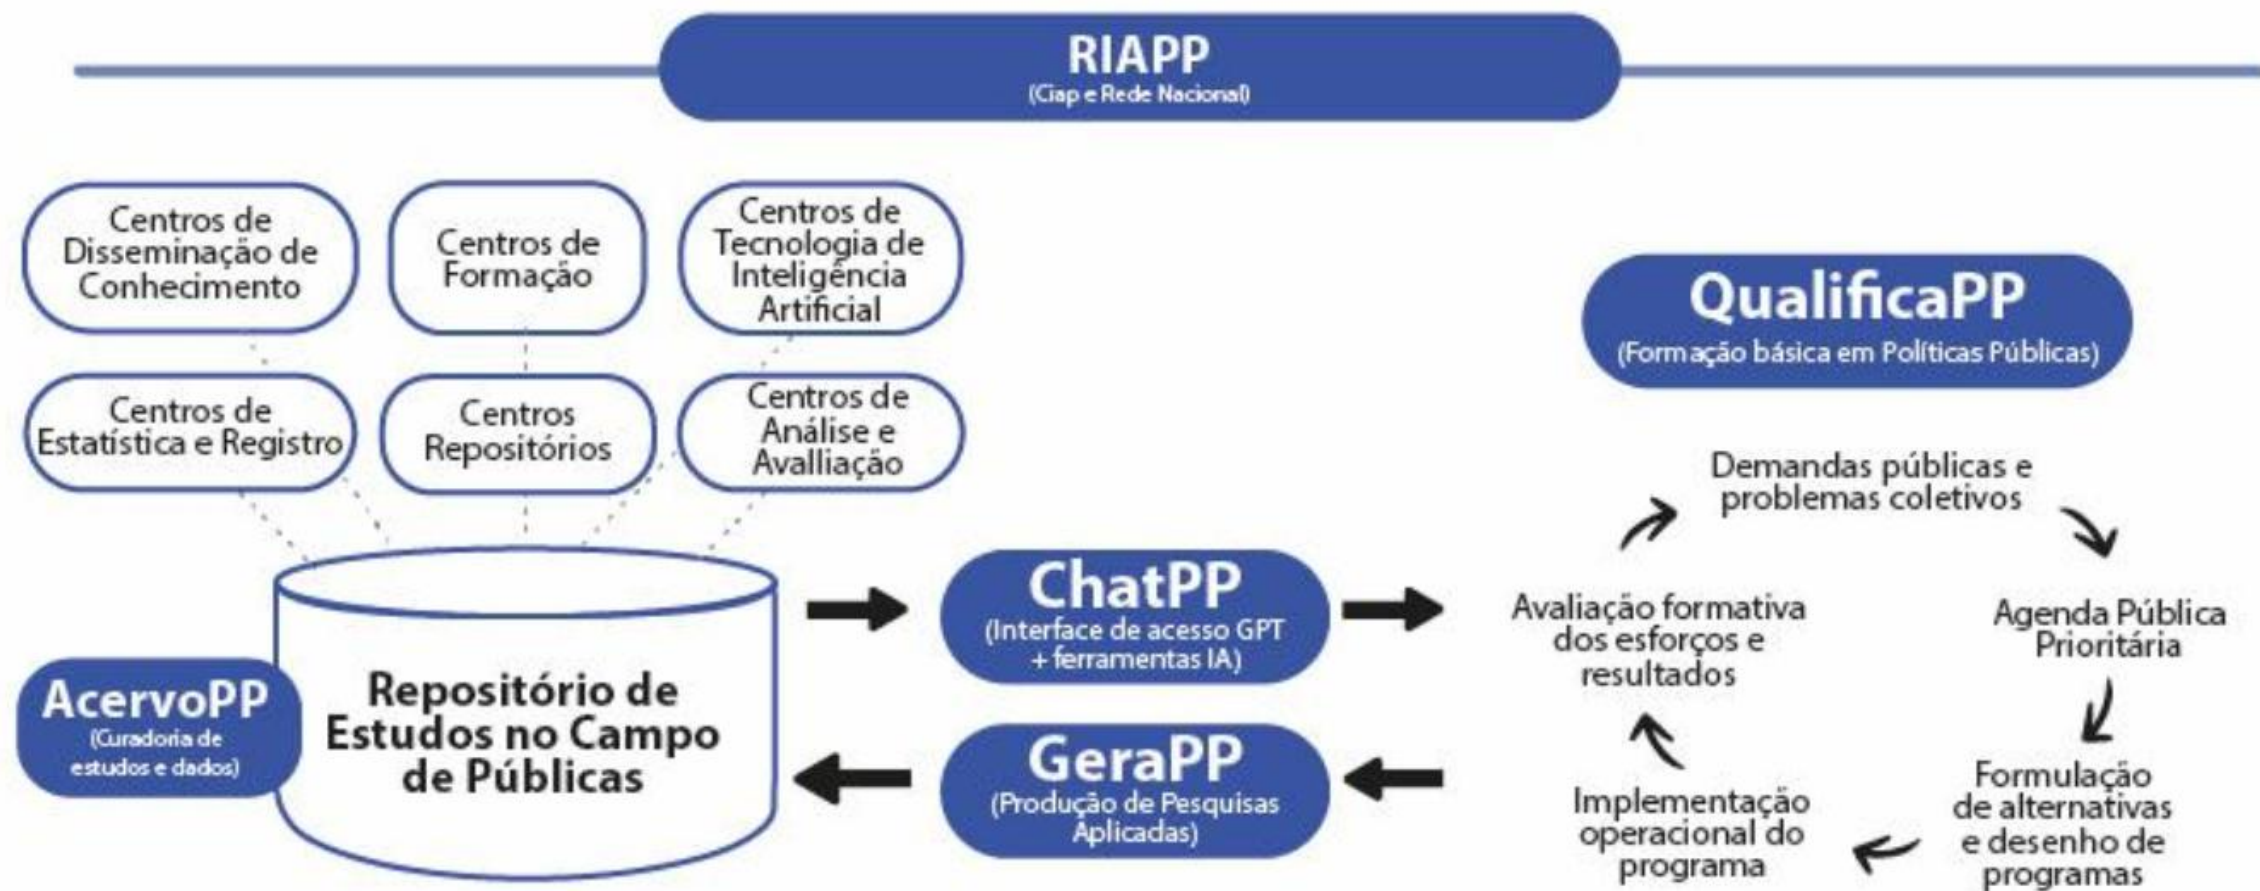 RIAPP
(Ciap e Rede Nacional)
Centros de
Disseminação de
Conhecimento
Centros de
Formação
Centros de
Tecnologia de
Inteligência
Artificial
Centros de
Estatística e Registro
Centros
Repositórios
Centros de
Análise e
Avalliação
AcervoPP
(Curadoria de
estudos e dados)
Repositório de
Estudos no Campo
de Públicas
ChatPP
(Interface de acesso GPT
+ ferramentas IA)
GeraPP
(Produção de Pesquisas
Aplicadas)
QualificaPP
(Formação básica em Políticas Públicas)
Demandas públicas e
problemas coletivos
Agenda Pública
Prioritária
Formulação
de alternativas
e desenho de
programas
Implementação
operacional do
programa
Avaliação formativa
dos esforços e
resultados